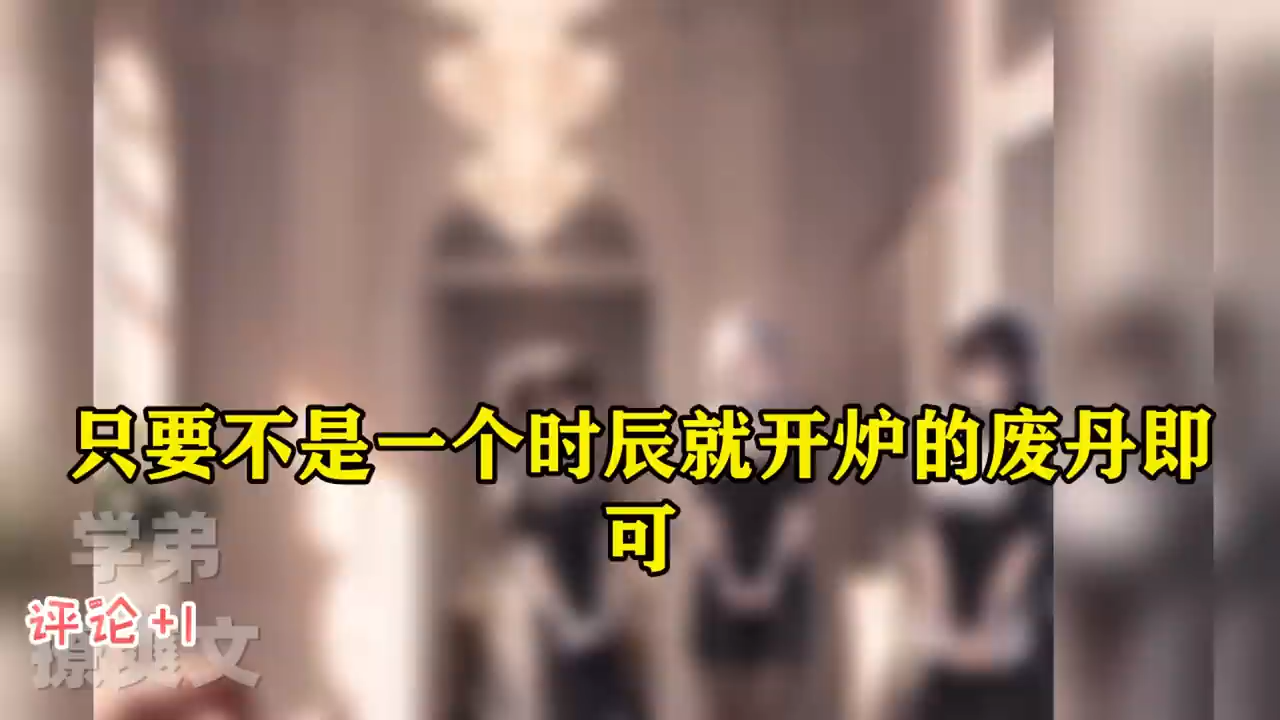 只要不是一个时辰就开炉的废丹即
可
学弟
评论+1
爽文